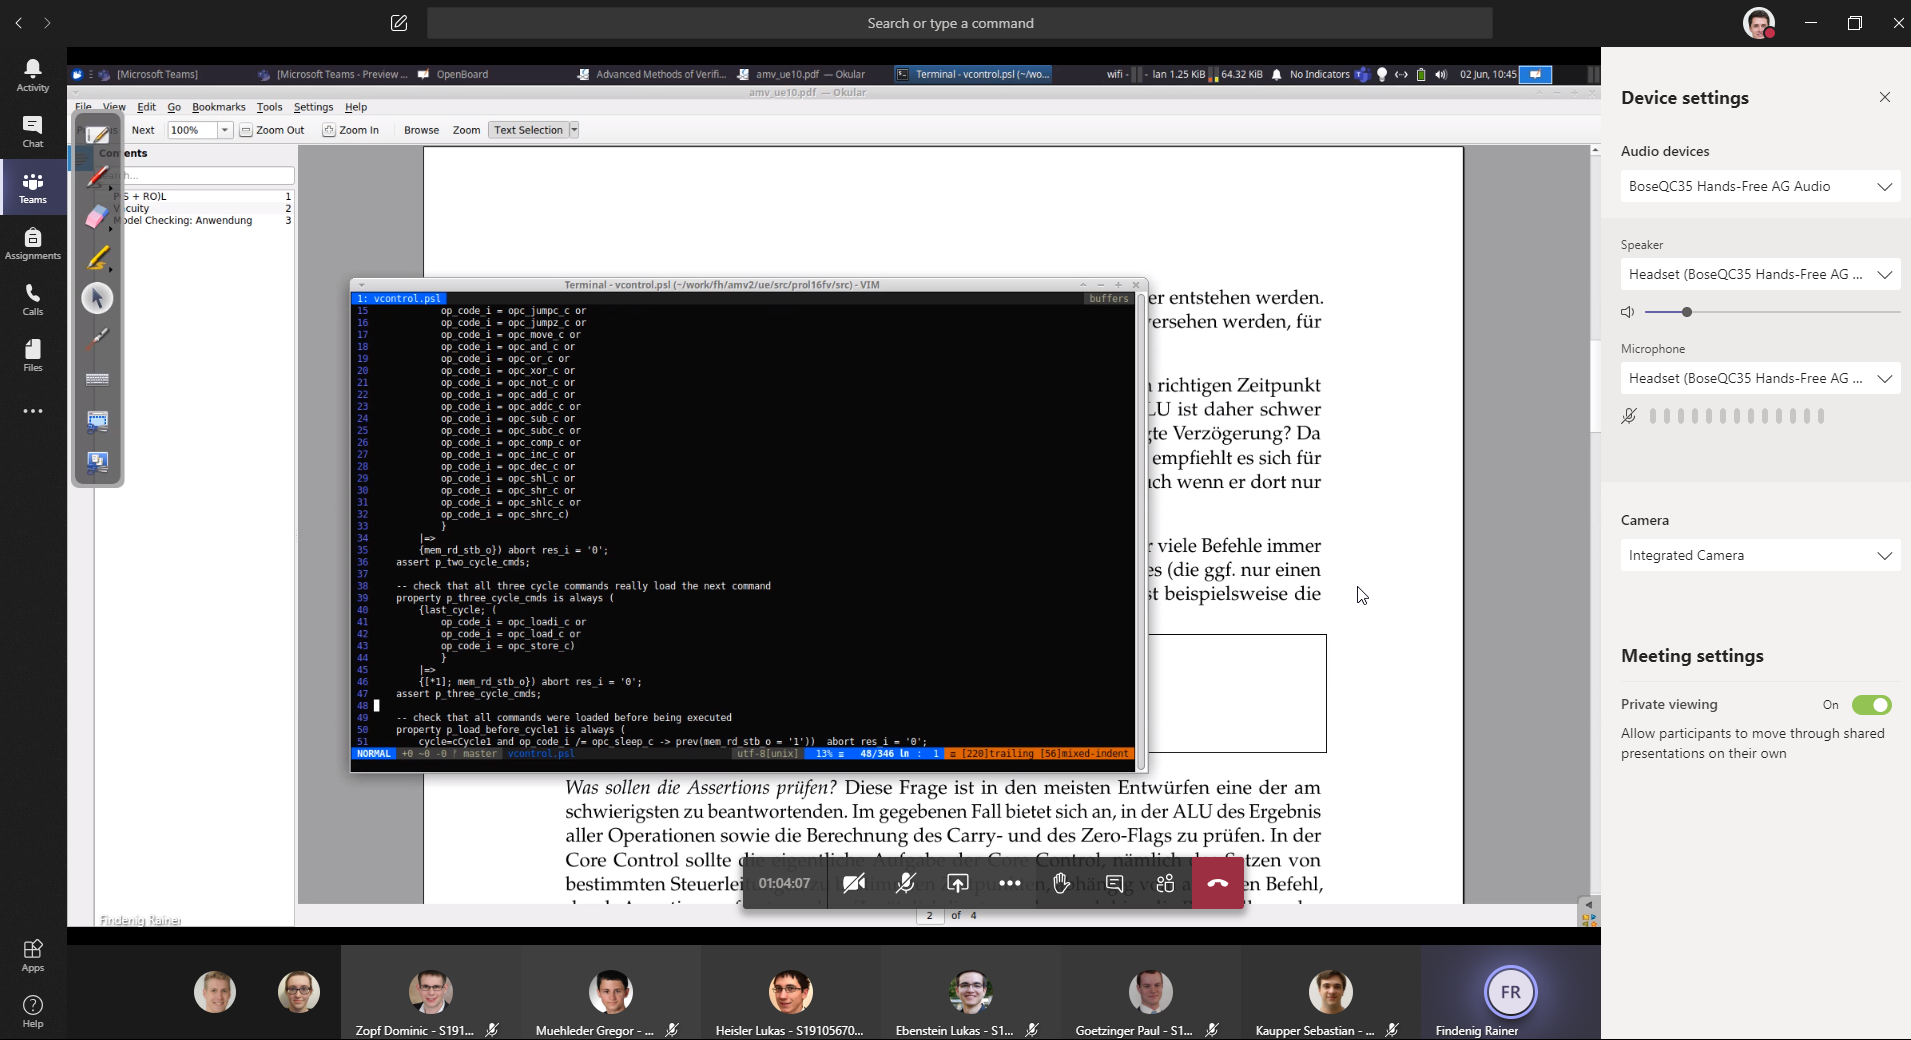 Search or type a command
Activity
Chat
Teams
Assignments
Calls
Files
Apps
Help
[Microsoft Teams]
[Microsoft Teams - Preview ...
OpenBoard
Advanced Methods of Verifi...
amv_ue10.pdf — Okular
Terminal - vcontrol.psl (~/wo...
wifi - lan 1.25 KiB 64.32 KiB No Indicators 02 Jun, 10:45
amv_ue10.pdf — Okular
File View Edit Go Bookmarks Tools Settings Help
Next 100% Zoom Out Zoom In Browse Zoom Text Selection
Contents
S + RO)L 1
cuity 2
del Checking: Anwendung 3
er entstehen werden.
ersehen werden, für
richtigen Zeitpunkt
LU ist daher schwer
gte Verzögerung? Da
empfiehlt es sich für
ch wenn er dort nur
r viele Befehle immer
es (die ggf. nur einen
st beispielsweise die
Terminal - vcontrol.psl (~/work/fh/amv2/ue/src/prol16fv/src) - VIM
1: vcontrol.psl buffers
15 op_code_i = opc_jumpc_c or
16 op_code_i = opc_jumpz_c or
17 op_code_i = opc_move_c or
18 op_code_i = opc_and_c or
19 op_code_i = opc_or_c or
20 op_code_i = opc_xor_c or
21 op_code_i = opc_not_c or
22 op_code_i = opc_add_c or
23 op_code_i = opc_addc_c or
24 op_code_i = opc_sub_c or
25 op_code_i = opc_subc_c or
26 op_code_i = opc_comp_c or
27 op_code_i = opc_inc_c or
28 op_code_i = opc_dec_c or
29 op_code_i = opc_shl_c or
30 op_code_i = opc_shr_c or
31 op_code_i = opc_shlc_c or
32 op_code_i = opc_shrc_c)
33 }
34 |=>
35 {mem_rd_stb_o}) abort res_i = '0';
36 assert p_two_cycle_cmds;
37
38 -- check that all three cycle commands really load the next command
39 property p_three_cycle_cmds is always (
40 {last_cycle; (
41 op_code_i = opc_loadi_c or
42 op_code_i = opc_load_c or
43 op_code_i = opc_store_c)
44 }
45 |=>
46 {[*1]; mem_rd_stb_o}) abort res_i = '0';
47 assert p_three_cycle_cmds;
48
49 -- check that all commands were loaded before being executed
50 property p_load_before_cycle1 is always (
51 cycle=cCycle1 and op_code_i /= opc_sleep_c -> prev(mem_rd_stb_o = '1')) abort res_i = '0';
NORMAL +0 ~0 -0 master vcontrol.psl utf-8[unix] 13% ≡ 48/346 ln : 1 ≡ [220]trailing [56]mixed-indent
Was sollen die Assertions prüfen? Diese Frage ist in den meisten Entwürfen eine der am
schwierigsten zu beantwortenden. Im gegebenen Fall bietet sich an, in der ALU des Ergebnis
aller Operationen sowie die Berechnung des Carry- und des Zero-Flags zu prüfen. In der
Core Control sollte die eigentliche Aufgabe der Core Control, nämlich das Setzen von
bestimmten Steuerlei en Befehl,
01:04:07
2 of 4
Findenig Rainer
Zopf Dominic - S191...
Muehleder Gregor - ...
Heisler Lukas - S19105670...
Ebenstein Lukas - S1...
Goetzinger Paul - S1...
Kaupper Sebastian - ...
FR
Findenig Rainer
Device settings
Audio devices
BoseQC35 Hands-Free AG Audio
Speaker
Headset (BoseQC35 Hands-Free AG ...
Microphone
Headset (BoseQC35 Hands-Free AG ...
Camera
Integrated Camera
Meeting settings
Private viewing On
Allow participants to move through shared
presentations on their own